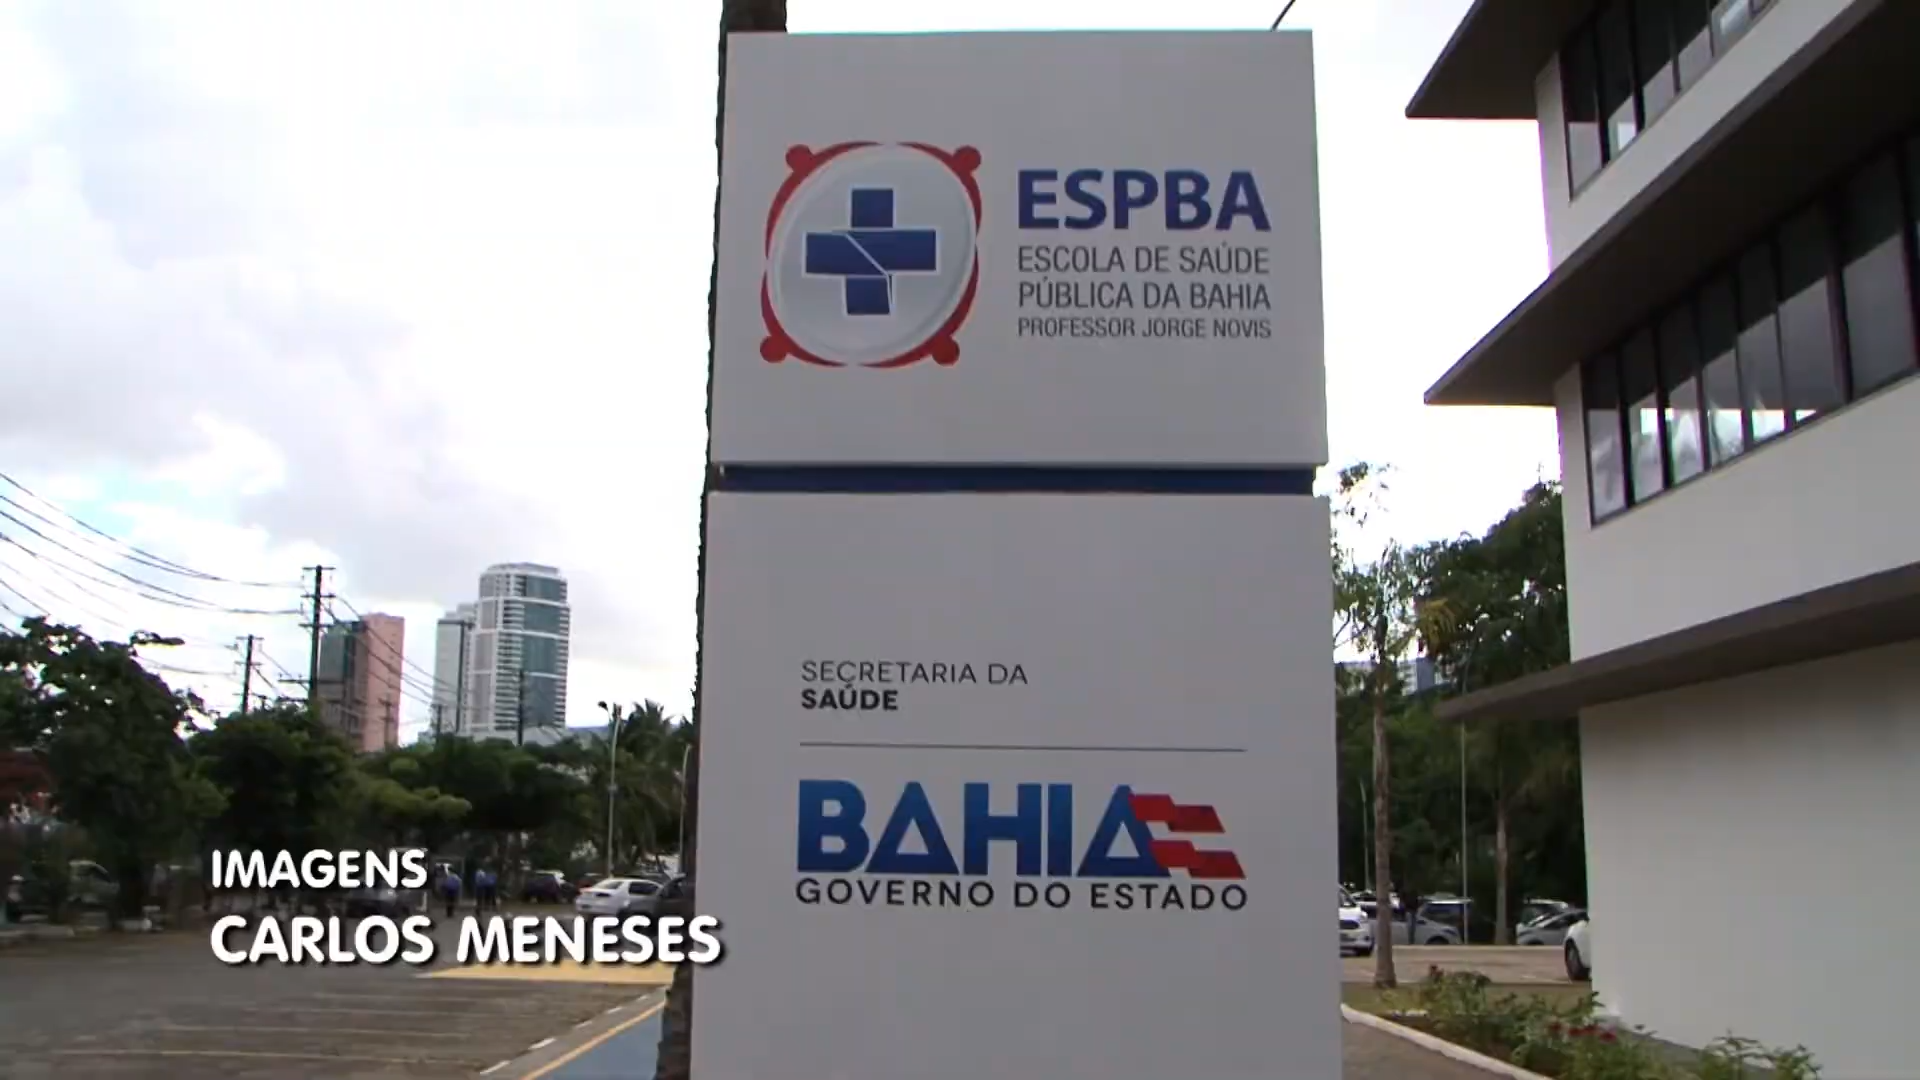 ESPBA
ESCOLA DE SAÚDE
PÚBLICA DA BAHIA
PROFESSOR JORGE NOVIS
SECRETARIA DA
SAÚDE
BAHIA
GOVERNO DO ESTADO
IMAGENS
CARLOS MENESES